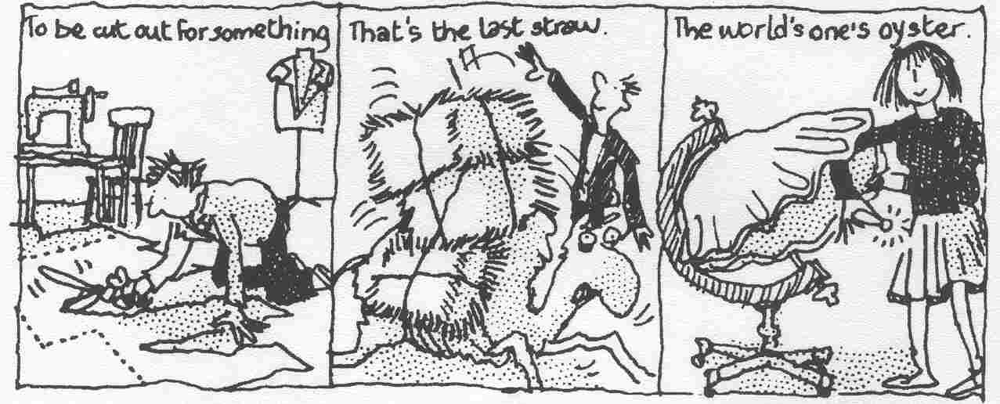 To be cut out for something
That's the last straw.
The world's one's oyster.